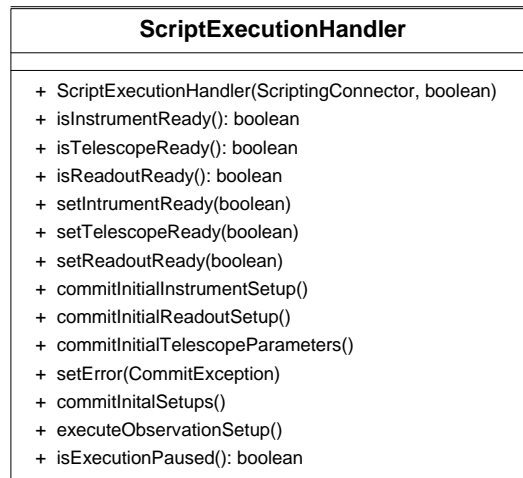 ScriptExecutionHandler
+ ScriptExecutionHandler(ScriptingConnector, boolean)
+ isInstrumentReady(): boolean
+ isTelescopeReady(): boolean
+ isReadoutReady(): boolean
+ setIntrumentReady(boolean)
+ setTelescopeReady(boolean)
+ setReadoutReady(boolean)
+ commitInitialInstrumentSetup()
+ commitInitialReadoutSetup()
+ commitInitialTelescopeParameters()
+ setError(CommitException)
+ commitInitalSetups()
+ executeObservationSetup()
+ isExecutionPaused(): boolean